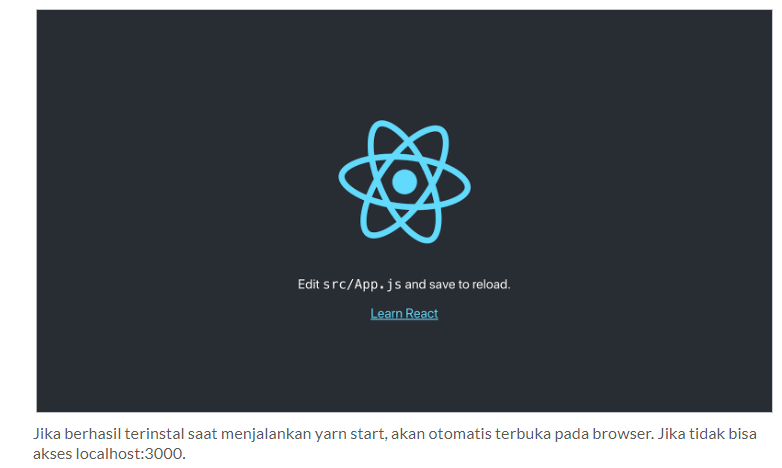 Edit src/App.js and save to reload.
Learn React
Jika berhasil terinstal saat menjalankan yarn start, akan otomatis terbuka pada browser. Jika tidak bisa
akses localhost:3000.